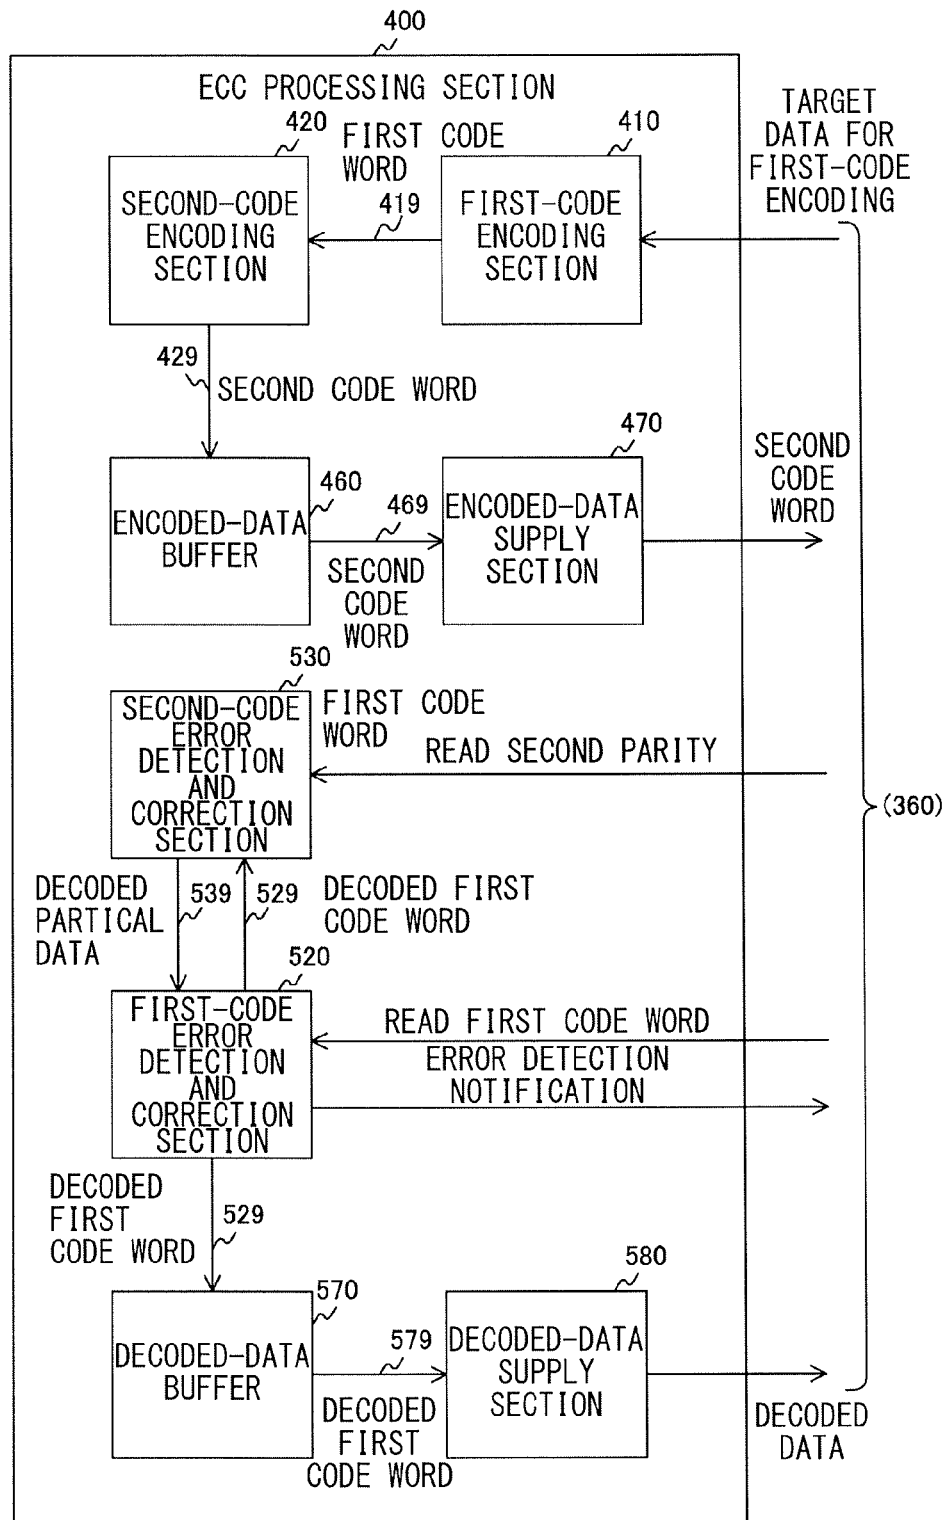 400
ECC PROCESSING SECTION
TARGET
DATA FOR
FIRST-CODE
ENCODING
420
FIRST CODE
WORD
410
SECOND-CODE
ENCODING
SECTION
419
FIRST-CODE
ENCODING
SECTION
429
SECOND CODE WORD
460
470
SECOND
CODE
WORD
ENCODED-DATA
BUFFER
469
SECOND
CODE
WORD
ENCODED-DATA
SUPPLY
SECTION
530
SECOND-CODE
ERROR
DETECTION
AND
CORRECTION
SECTION
FIRST CODE
WORD
READ SECOND PARITY
(360)
DECODED
PARTICAL
DATA
539
529
DECODED FIRST
CODE WORD
520
FIRST-CODE
ERROR
DETECTION
AND
CORRECTION
SECTION
READ FIRST CODE WORD
ERROR DETECTION
NOTIFICATION
DECODED
FIRST
CODE WORD
529
570
580
DECODED-DATA
BUFFER
579
DECODED
FIRST
CODE WORD
DECODED-DATA
SUPPLY
SECTION
DECODED
DATA